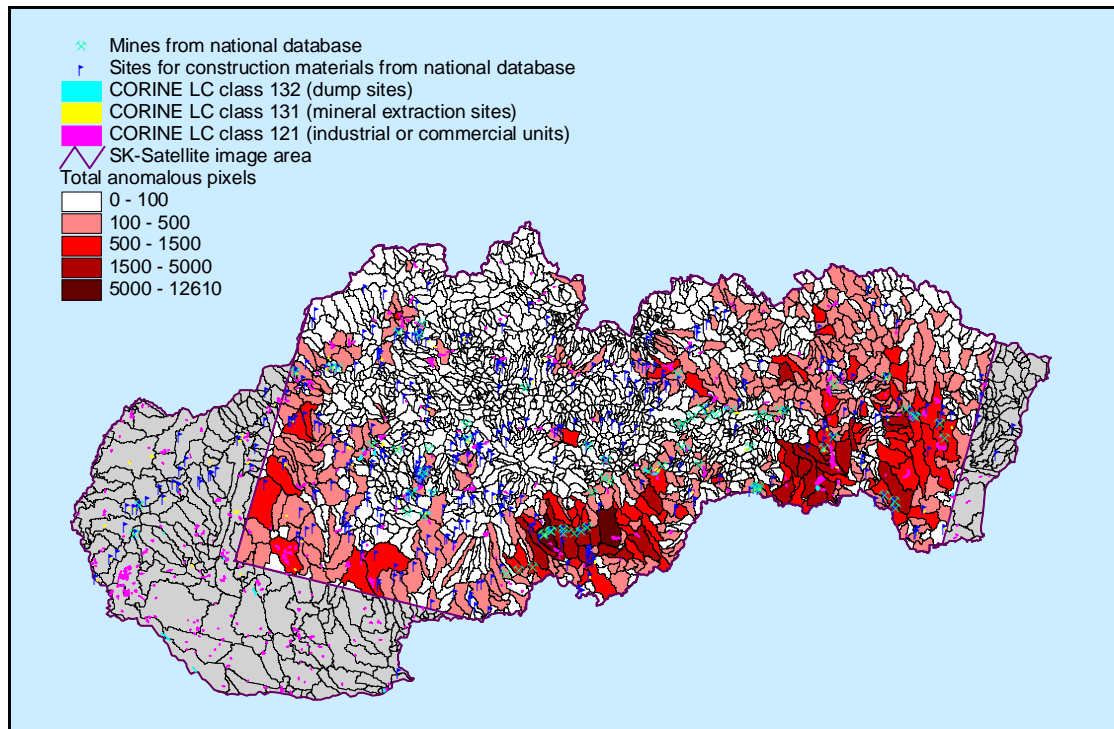 Mines from national database
Sites for construction materials from national database
CORINE LC class 132 (dump sites)
CORINE LC class 131 (mineral extraction sites)
CORINE LC class 121 (industrial or commercial units)
SK-Satellite image area
Total anomalous pixels
0 - 100
100 - 500
500 - 1500
1500 - 5000
5000 - 12610